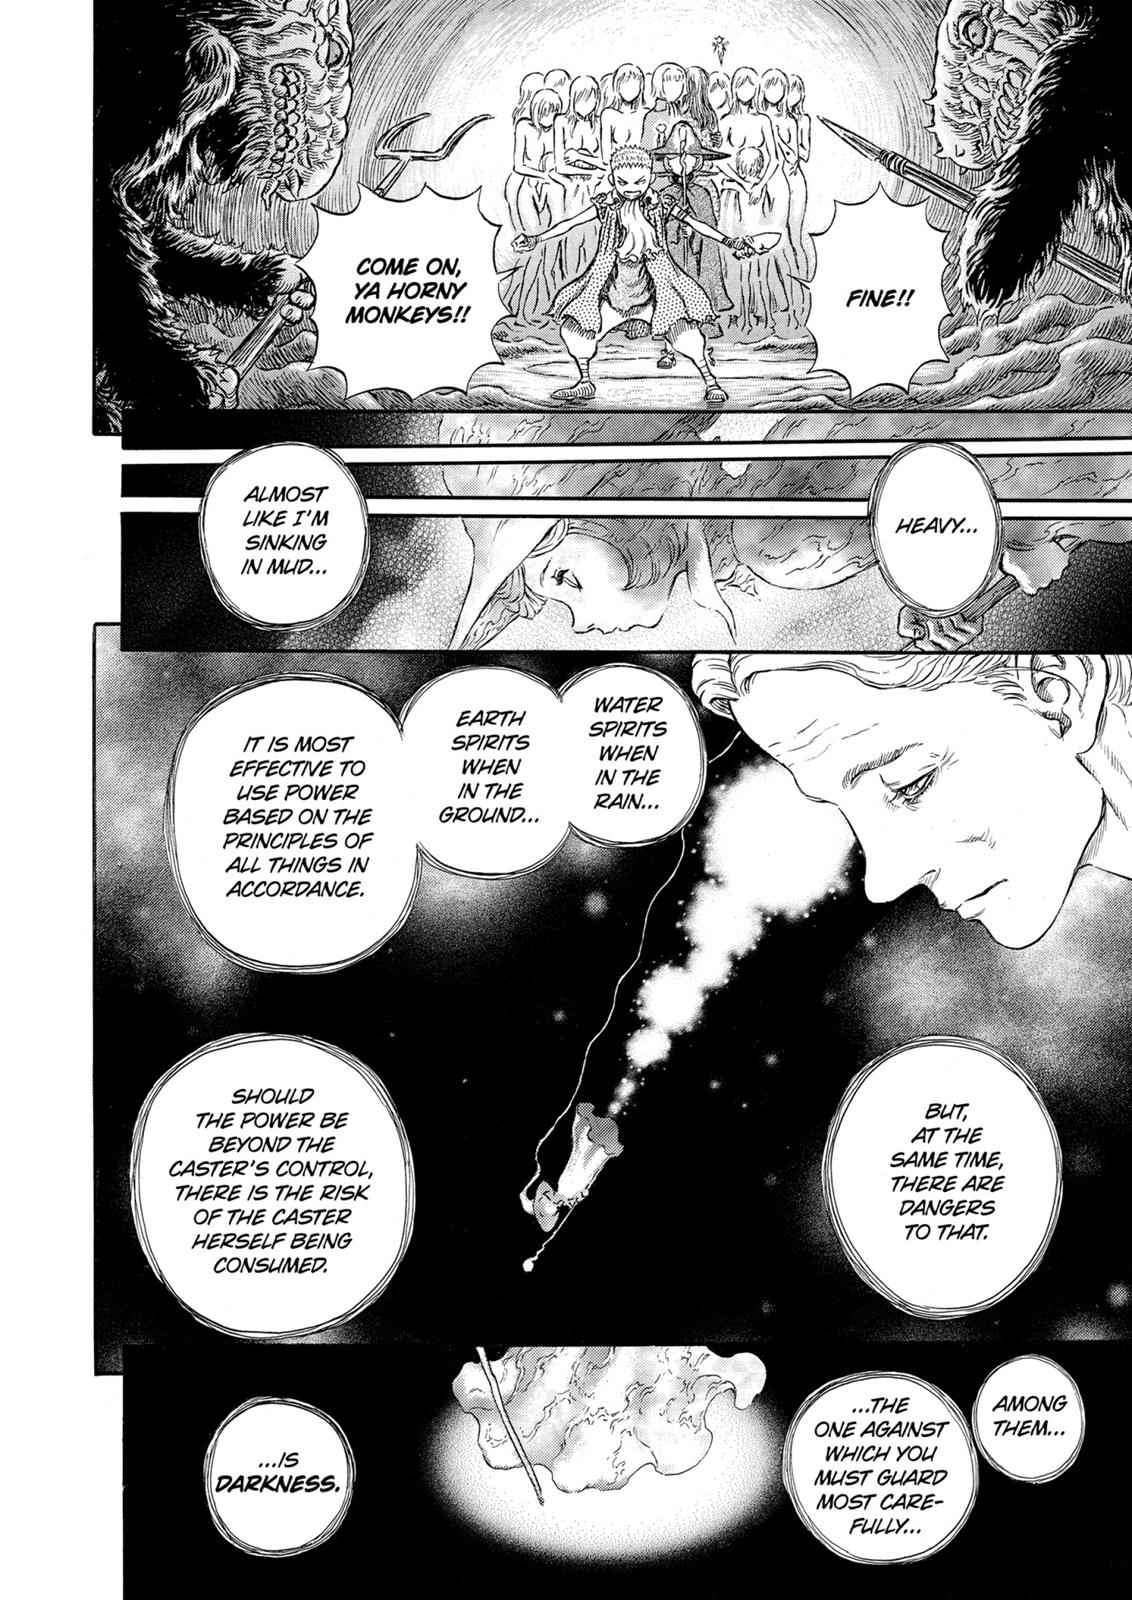 FINE!!
COME ON,
YA HORNY
MONKEYS!!
HEAVY...
ALMOST
LIKE I'M
SINKING
IN MUD...
WATER
SPIRITS
WHEN
IN THE
RAIN...
EARTH
SPIRITS
WHEN
IN THE
GROUND...
IT IS MOST
EFFECTIVE TO
USE POWER
BASED ON THE
PRINCIPLES OF
ALL THINGS IN
ACCORDANCE.
BUT,
AT THE
SAME TIME,
THERE ARE
DANGERS
TO THAT.
SHOULD
THE POWER BE
BEYOND THE
CASTER'S CONTROL,
THERE IS THE RISK
OF THE CASTER
HERSELF BEING
CONSUMED.
AMONG
THEM...
...THE
ONE AGAINST
WHICH YOU
MUST GUARD
MOST CARE-
FULLY...
...IS
DARKNESS.